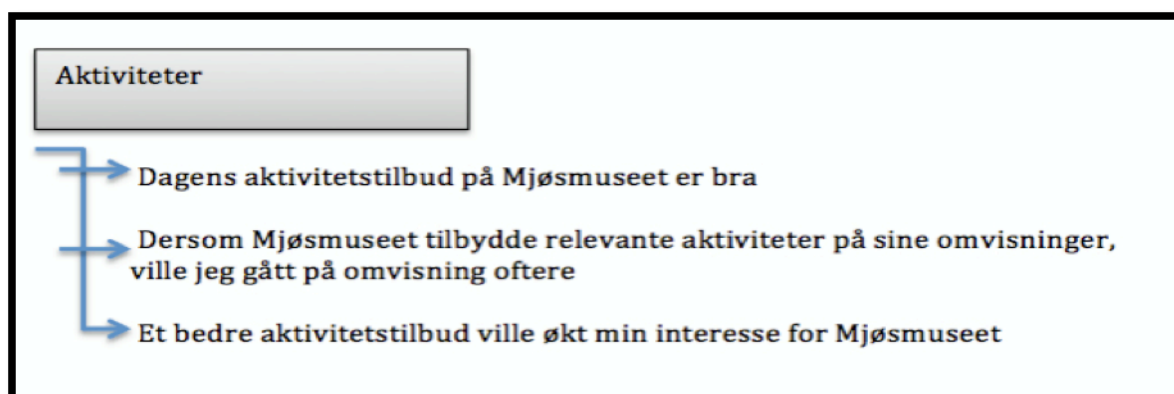 Aktiviteter
Dagens aktivitetstilbud på Mjøsmuseet er bra
Dersom Mjøsmuseet tilbydde relevante aktiviteter på sine omvisninger,
ville jeg gått på omvisning oftere
Et bedre aktivitetstilbud ville økt min interesse for Mjøsmuseet